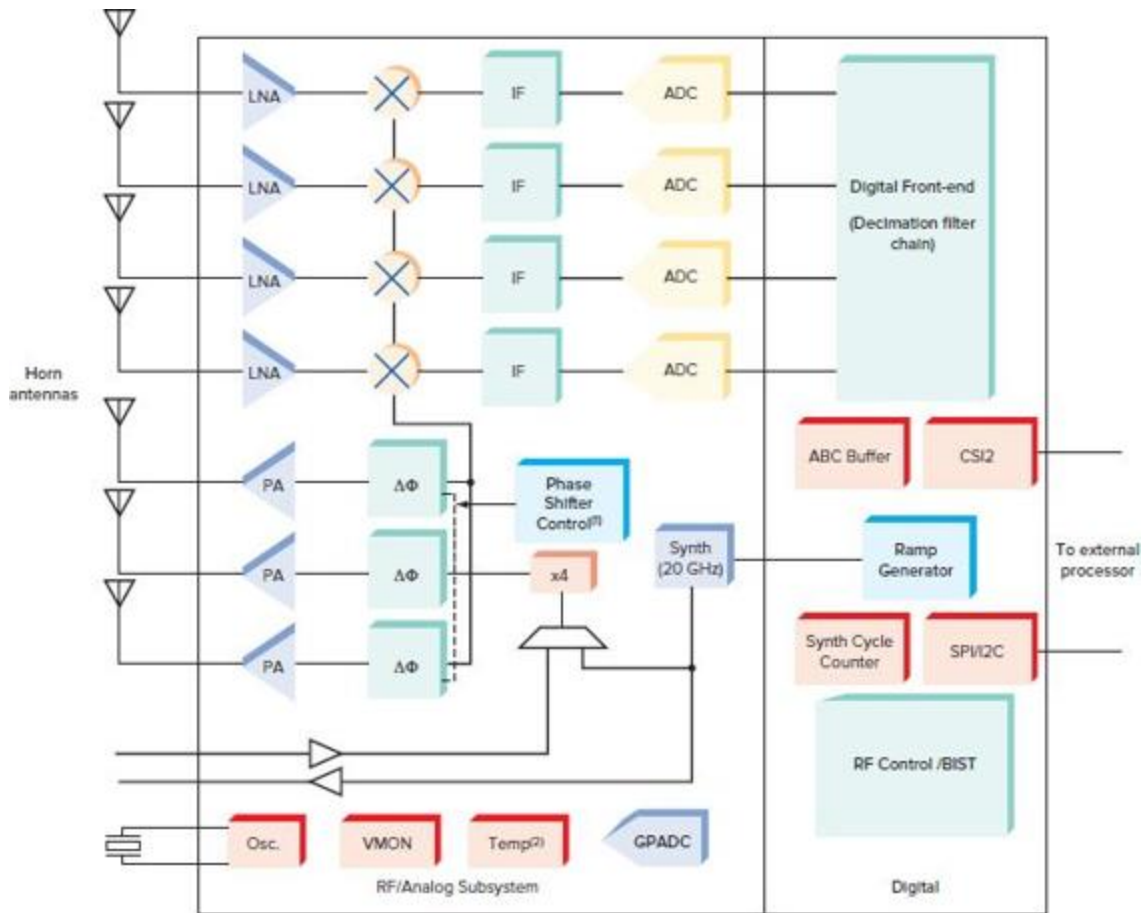 LNA
IF
ADC
LNA
IF
ADC
Digital Front-end
(Decimation filter
chain)
LNA
IF
ADC
LNA
IF
ADC
Horn
antennas
ABC Buffer
CSI2
PA
ΔΦ
Phase
Shifter
Control(1)
PA
ΔΦ
x4
Synth
(20 GHz)
Ramp
Generator
To external
processor
PA
ΔΦ
Synth Cycle
Counter
SPI/I2C
RF Control /BIST
Osc.
VMON
Temp(2)
GPADC
RF/Analog Subsystem
Digital